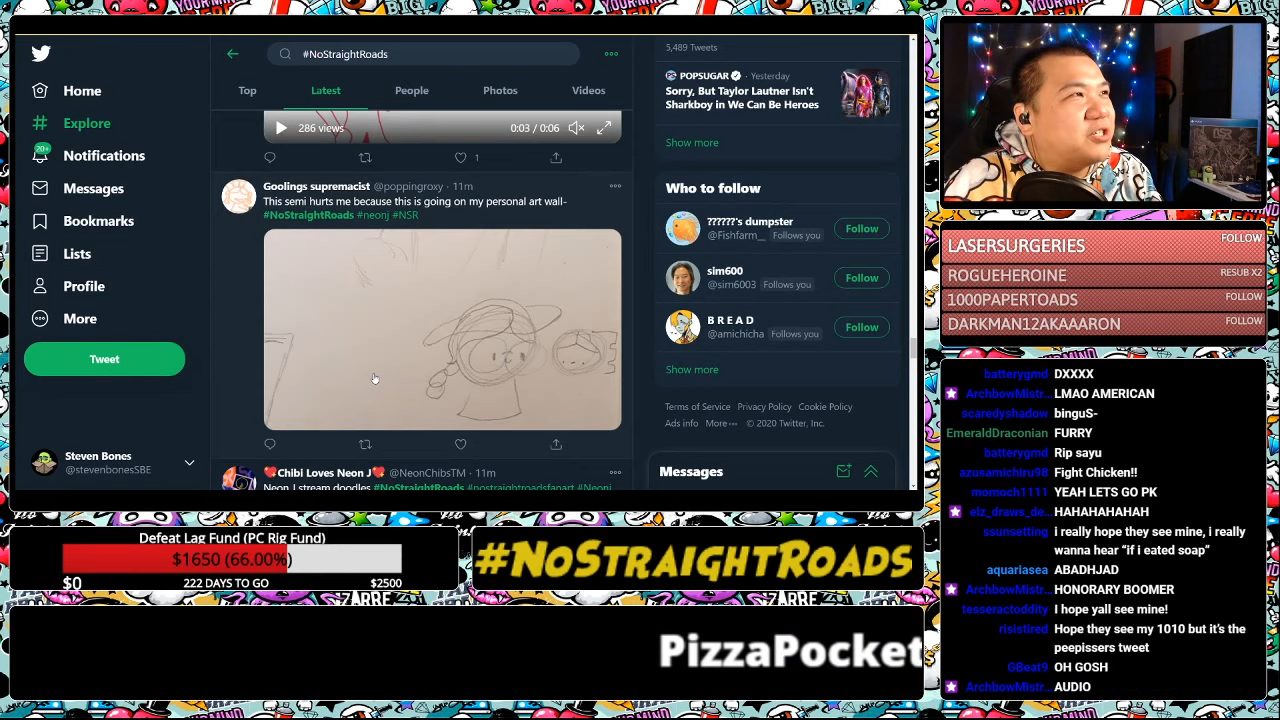 #NoStraightRoads
Home
Explore
20+
Notifications
Messages
Bookmarks
Lists
Profile
More
Tweet
Steven Bones
@stevenbonesSBE
Top
Latest
People
Photos
Videos
286 views
0:03 / 0:06
1
Goolings supremacist @poppingroxy · 11m
This semi hurts me because this is going on my personal art wall-
#NoStraightRoads #neonj #NSR
Chibi Loves Neon J @NeonChibsTM · 11m
Neon J stream doodles #NoStraightRoads #nostraightroadsfanart #Neonj
5,489 Tweets
POPSUGAR · Yesterday
Sorry, But Taylor Lautner Isn't
Sharkboy in We Can Be Heroes
Show more
Who to follow
??????'s dumpster
@Fishfarm__ Follows you
Follow
sim600
@sim6003 Follows you
Follow
B R E A D
@amichicha Follows you
Follow
Show more
Terms of Service Privacy Policy Cookie Policy
Ads info More··· © 2020 Twitter, Inc.
Messages
NSR
LASERSURGERIES FOLLOW
ROGUEHEROINE RESUB X2
1000PAPERTOADS FOLLOW
DARKMAN12AKAAARON FOLLOW
batterygmd DXXXX
ArchbowMistr... LMAO AMERICAN
scaredyshadow binguS-
EmeraldDraconian FURRY
batterygmd Rip sayu
azusamichiru98 Fight Chicken!!
momoch1111 YEAH LETS GO PK
elz_draws_de... HAHAHAHAHAH
ssunsetting i really hope they see mine, i really
wanna hear “if i eated soap”
aquariasea ABADHJAD
ArchbowMistr... HONORARY BOOMER
tesseractoddity I hope yall see mine!
risistired Hope they see my 1010 but it's the
peepissers tweet
GBeat9 OH GOSH
ArchbowMistr... AUDIO
Defeat Lag Fund (PC Rig Fund)
$1650 (66.00%)
$0 222 DAYS TO GO $2500
#NoStraightRoads
PizzaPocket